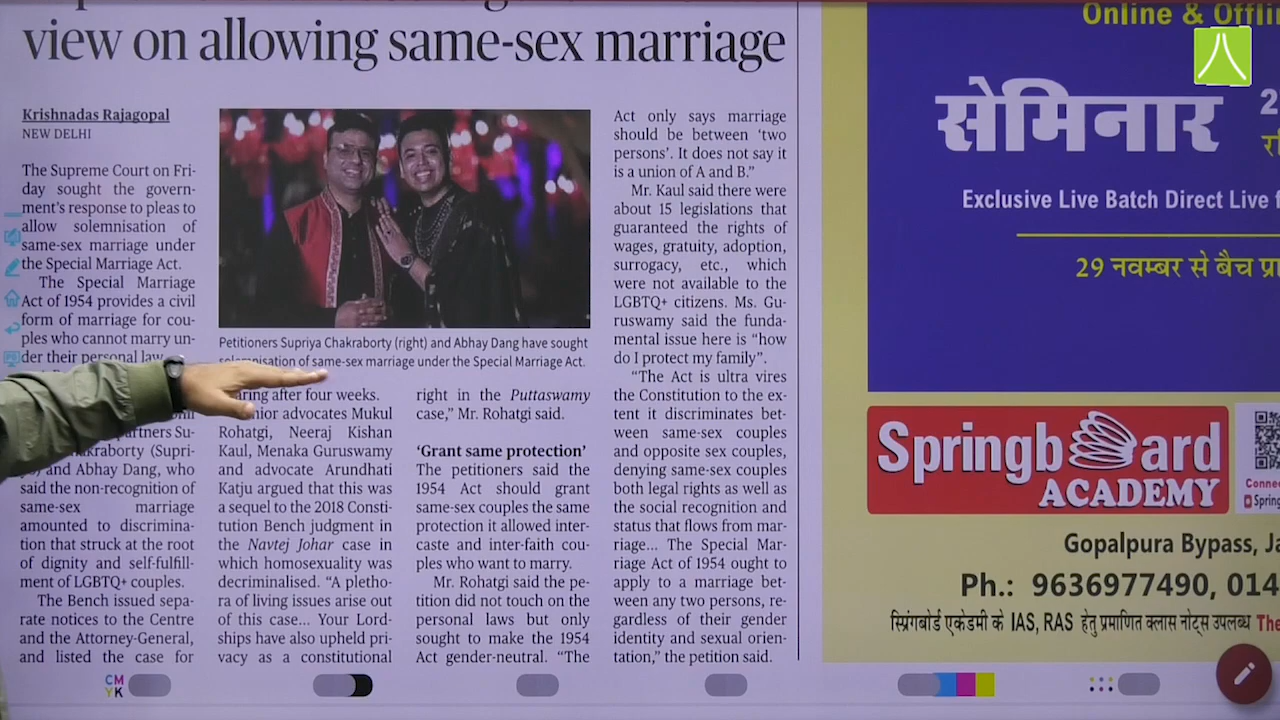 view on allowing same-sex marriage
Krishnadas Rajagopal
NEW DELHI
The Supreme Court on Fri-
day sought the govern-
ment's response to pleas to
allow solemnisation of
same-sex marriage under
the Special Marriage Act.
The Special Marriage
Act of 1954 provides a civil
form of marriage for cou-
ples who cannot marry un-
der their personal law
partners Su-
and Abhay Dang, who
said the non-recognition of
same-sex marriage
amounted to discrimina-
tion that struck at the root
of dignity and self-fulfill-
ment of LGBTQ+ couples.
The Bench issued sepa-
rate notices to the Centre
and the Attorney-General,
and listed the case for
Petitioners Supriya Chakraborty (right) and Abhay Dang have sought
solemnisation of same-sex marriage under the Special Marriage Act.
after four weeks.
advocates Mukul
Rohatgi, Neeraj Kishan
Kaul, Menaka Guruswamy
and advocate Arundhati
Katju argued that this was
a sequel to the 2018 Consti-
tution Bench judgment in
the Navtej Johar case in
which homosexuality was
decriminalised. "A pletho-
ra of living issues arise out
of this case... Your Lord-
ships have also upheld pri-
vacy as a constitutional
right in the Puttaswamy
case," Mr. Rohatgi said.
'Grant same protection'
The petitioners said the
1954 Act should grant
same-sex couples the same
protection it allowed inter-
caste and inter-faith cou-
ples who want to marry.
Mr. Rohatgi said the pe-
tition did not touch on the
personal laws but only
sought to make the 1954
Act gender-neutral. "The
Act only says marriage
should be between 'two
persons'. It does not say it
is a union of A and B."
Mr. Kaul said there were
about 15 legislations that
guaranteed the rights of
wages, gratuity, adoption,
surrogacy, etc., which
were not available to the
LGBTQ+ citizens. Ms. Gu-
ruswamy said the funda-
mental issue here is "how
do I protect my family".
"The Act is ultra vires
the Constitution to the ex-
tent it discriminates bet-
ween same-sex couples
and opposite sex couples,
denying same-sex couples
both legal rights as well as
the social recognition and
status that flows from mar-
riage... The Special Mar-
riage Act of 1954 ought to
apply to a marriage bet-
ween any two persons, re-
gardless of their gender
identity and sexual orien-
tation," the petition said.
CM
YK
Online &
सेमिनार 2
Exclusive Live Batch Direct Live
29 नवम्बर से बैच
Springboard
ACADEMY
Gopalpura Bypass,
Ph.: 9636977490, 014
स्प्रिंगबोर्ड एकेडमी के IAS, RAS हेतु प्रमाणित क्लास नोट्स उपलब्ध The